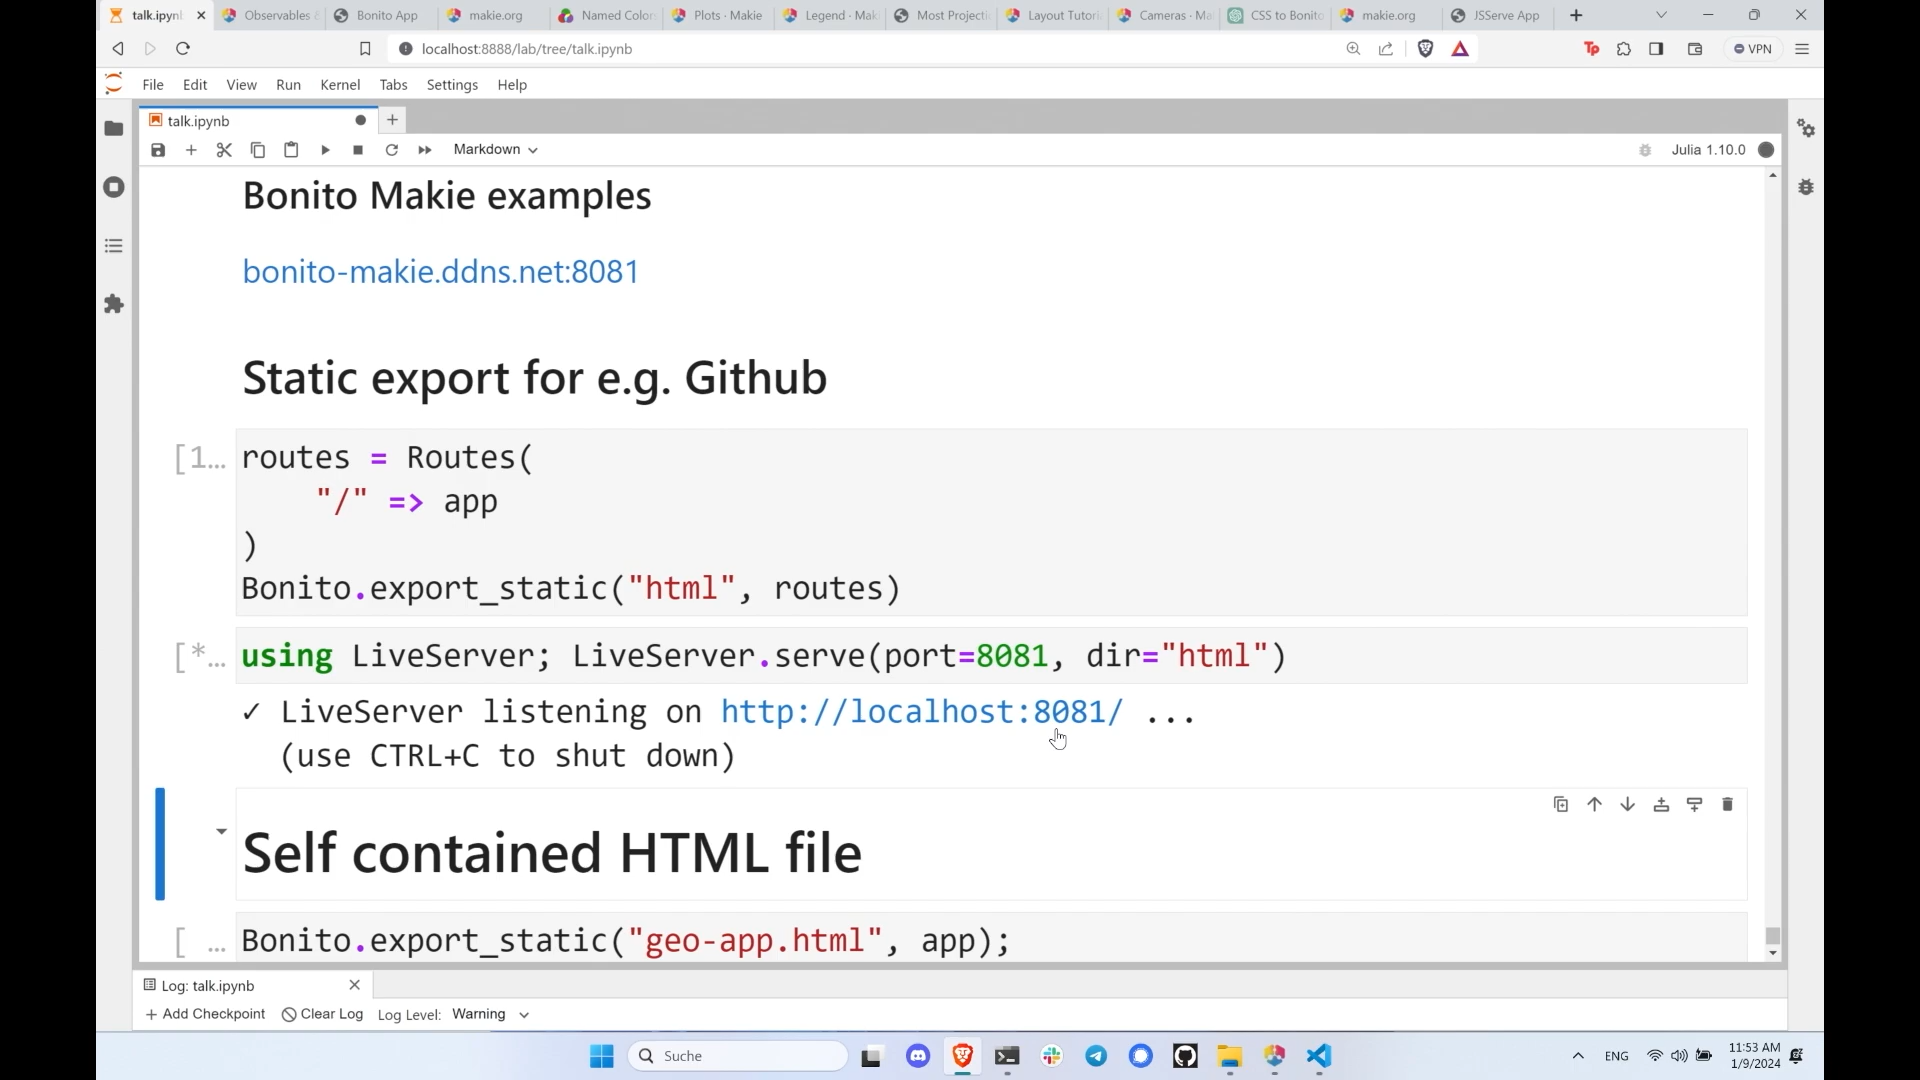 talk.ipyn
Observables
Bonito App
makie.org
Named Color
Plots · Makie
Legend · Mak
Most Projecti
Layout Tutori
Cameras · Ma
CSS to Bonito
makie.org
JSServe App
localhost:8888/lab/tree/talk.ipynb
Tp
VPN
File Edit View Run Kernel Tabs Settings Help
talk.ipynb
Markdown
Julia 1.10.0
Bonito Makie examples
bonito-makie.ddns.net:8081
Static export for e.g. Github
[1… routes = Routes(
"/" => app
)
Bonito.export_static("html", routes)
[*… using LiveServer; LiveServer.serve(port=8081, dir="html")
✓ LiveServer listening on http://localhost:8081/ ...
(use CTRL+C to shut down)
Self contained HTML file
[ … Bonito.export_static("geo-app.html", app);
Log: talk.ipynb
+ Add Checkpoint Clear Log Log Level: Warning
Suche
ENG
11:53 AM
1/9/2024